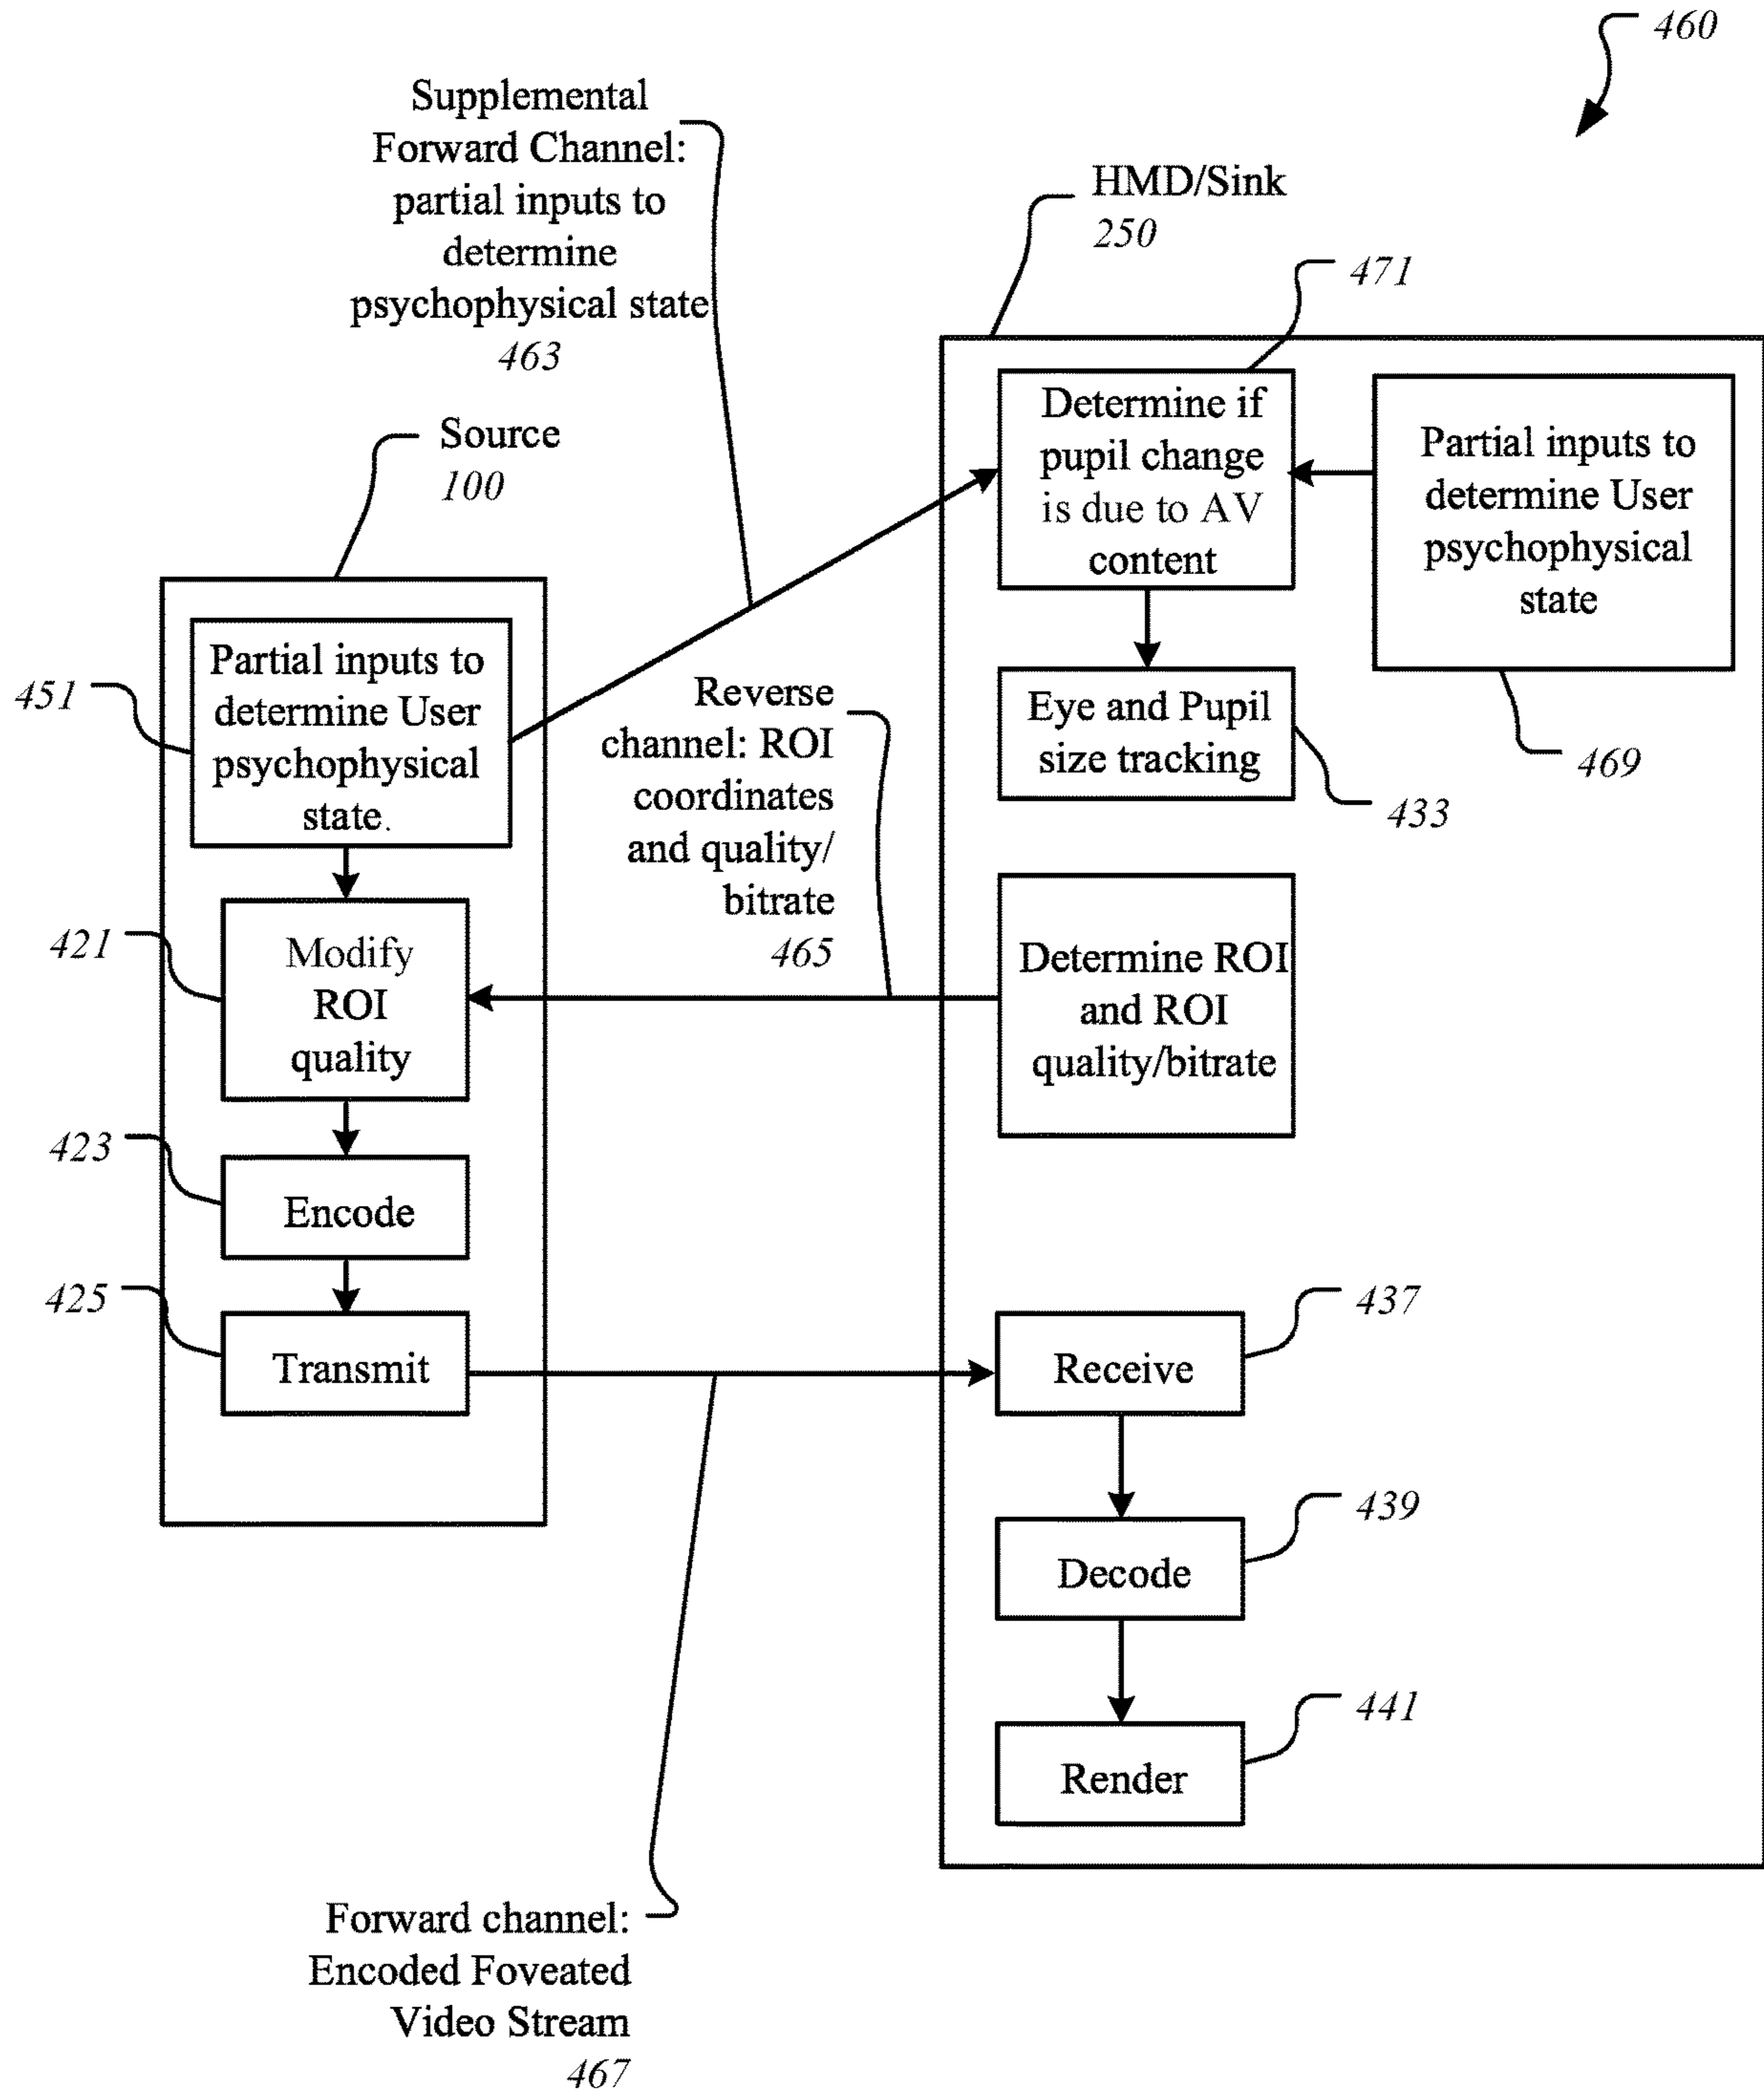 460
Supplemental
Forward Channel:
partial inputs to
determine
psychophysical state
463
HMD/Sink
250
471
Source
100
Determine if
pupil change
is due to AV
content
Partial inputs to
determine User
psychophysical
state
469
451
Partial inputs to
determine User
psychophysical
state.
Reverse
channel: ROI
coordinates
and quality/
bitrate
465
Eye and Pupil
size tracking
433
421
Modify
ROI
quality
Determine ROI
and ROI
quality/bitrate
423
Encode
425
Transmit
437
Receive
439
Decode
441
Render
Forward channel:
Encoded Foveated
Video Stream
467